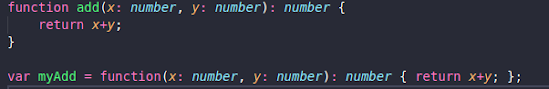 function add(x: number, y: number): number {
    return x+y;
}
var myAdd = function(x: number, y: number): number { return x+y; };